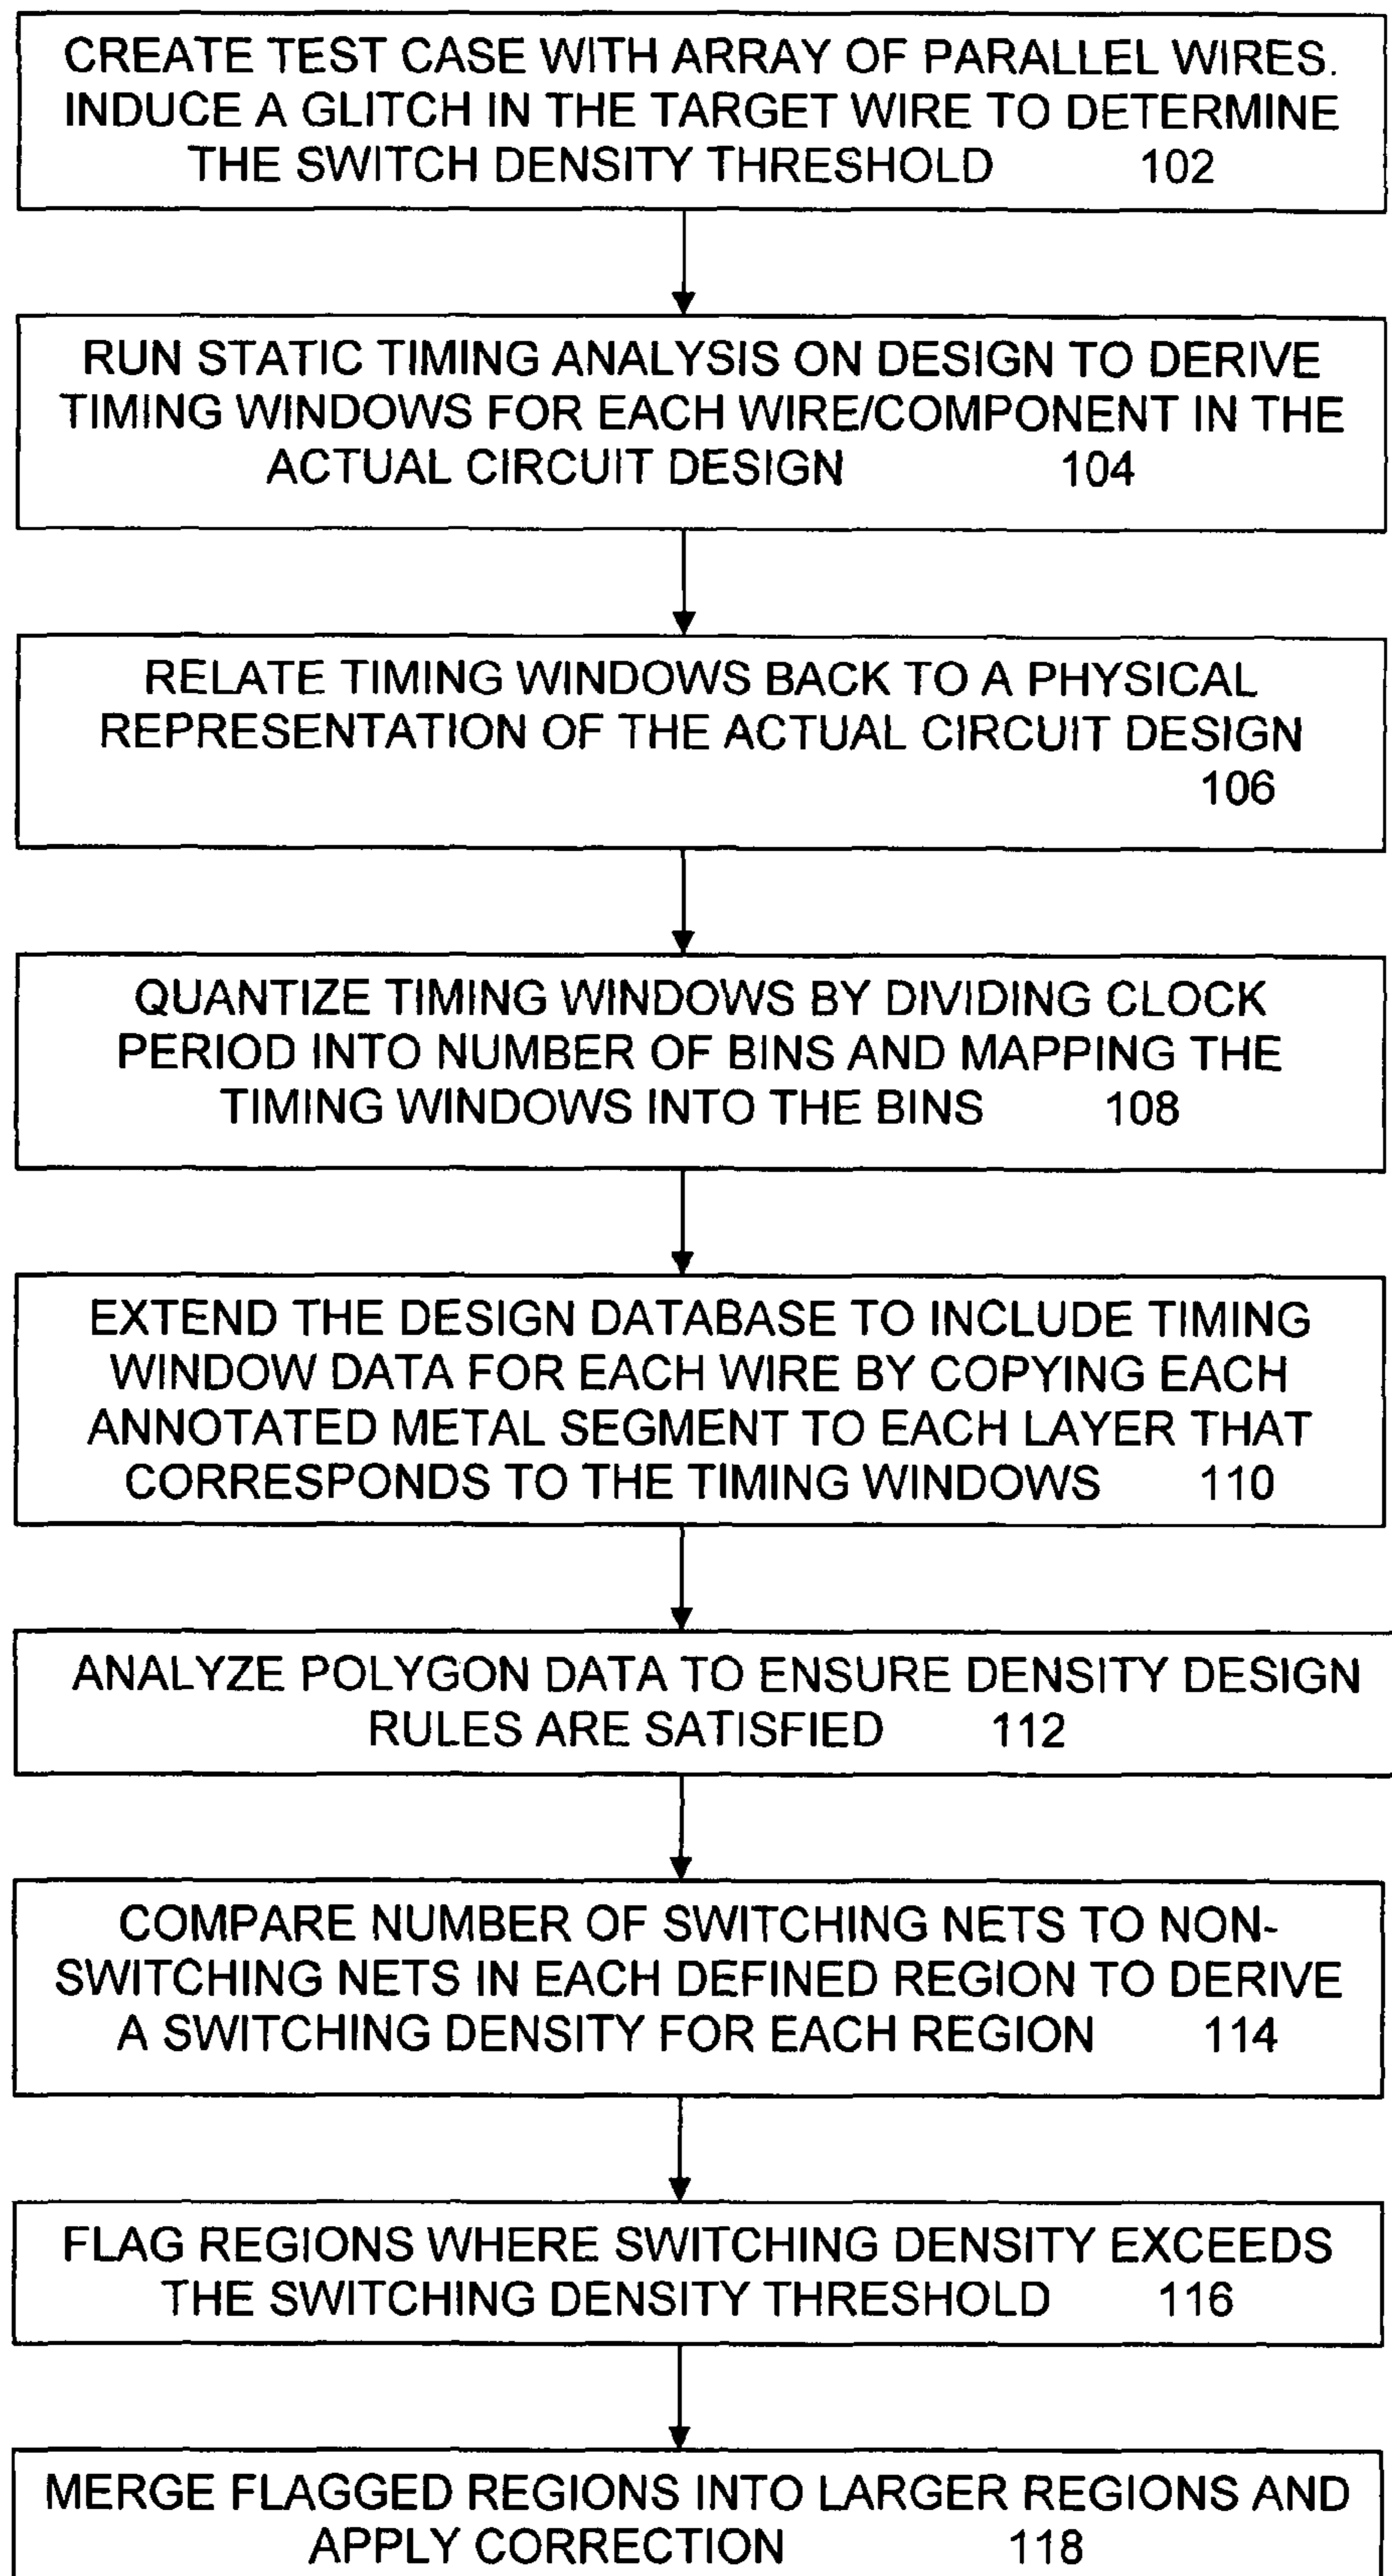 CREATE TEST CASE WITH ARRAY OF PARALLEL WIRES.
INDUCE A GLITCH IN THE TARGET WIRE TO DETERMINE
THE SWITCH DENSITY THRESHOLD 102
RUN STATIC TIMING ANALYSIS ON DESIGN TO DERIVE
TIMING WINDOWS FOR EACH WIRE/COMPONENT IN THE
ACTUAL CIRCUIT DESIGN 104
RELATE TIMING WINDOWS BACK TO A PHYSICAL
REPRESENTATION OF THE ACTUAL CIRCUIT DESIGN
106
QUANTIZE TIMING WINDOWS BY DIVIDING CLOCK
PERIOD INTO NUMBER OF BINS AND MAPPING THE
TIMING WINDOWS INTO THE BINS 108
EXTEND THE DESIGN DATABASE TO INCLUDE TIMING
WINDOW DATA FOR EACH WIRE BY COPYING EACH
ANNOTATED METAL SEGMENT TO EACH LAYER THAT
CORRESPONDS TO THE TIMING WINDOWS 110
ANALYZE POLYGON DATA TO ENSURE DENSITY DESIGN
RULES ARE SATISFIED 112
COMPARE NUMBER OF SWITCHING NETS TO NON-
SWITCHING NETS IN EACH DEFINED REGION TO DERIVE
A SWITCHING DENSITY FOR EACH REGION 114
FLAG REGIONS WHERE SWITCHING DENSITY EXCEEDS
THE SWITCHING DENSITY THRESHOLD 116
MERGE FLAGGED REGIONS INTO LARGER REGIONS AND
APPLY CORRECTION 118